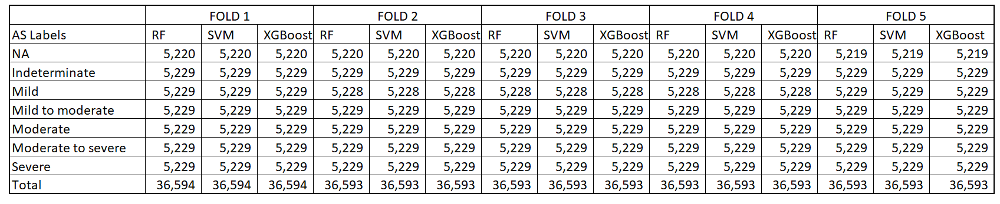 FOLD 1 FOLD 2 FOLD 3 FOLD 4 FOLD 5
AS Labels RF SVM XGBoost RF SVM XGBoost RF SVM XGBoost RF SVM XGBoost RF SVM XGBoost
NA 5,220 5,220 5,220 5,220 5,220 5,220 5,220 5,220 5,220 5,220 5,220 5,220 5,219 5,219 5,219
Indeterminate 5,229 5,229 5,229 5,229 5,229 5,229 5,229 5,229 5,229 5,229 5,229 5,229 5,229 5,229 5,229
Mild 5,229 5,229 5,229 5,228 5,228 5,228 5,228 5,228 5,228 5,228 5,228 5,228 5,229 5,229 5,229
Mild to moderate 5,229 5,229 5,229 5,229 5,229 5,229 5,229 5,229 5,229 5,229 5,229 5,229 5,229 5,229 5,229
Moderate 5,229 5,229 5,229 5,229 5,229 5,229 5,229 5,229 5,229 5,229 5,229 5,229 5,229 5,229 5,229
Moderate to severe 5,229 5,229 5,229 5,229 5,229 5,229 5,229 5,229 5,229 5,229 5,229 5,229 5,229 5,229 5,229
Severe 5,229 5,229 5,229 5,229 5,229 5,229 5,229 5,229 5,229 5,229 5,229 5,229 5,229 5,229 5,229
Total 36,594 36,594 36,594 36,593 36,593 36,593 36,593 36,593 36,593 36,593 36,593 36,593 36,593 36,593 36,593